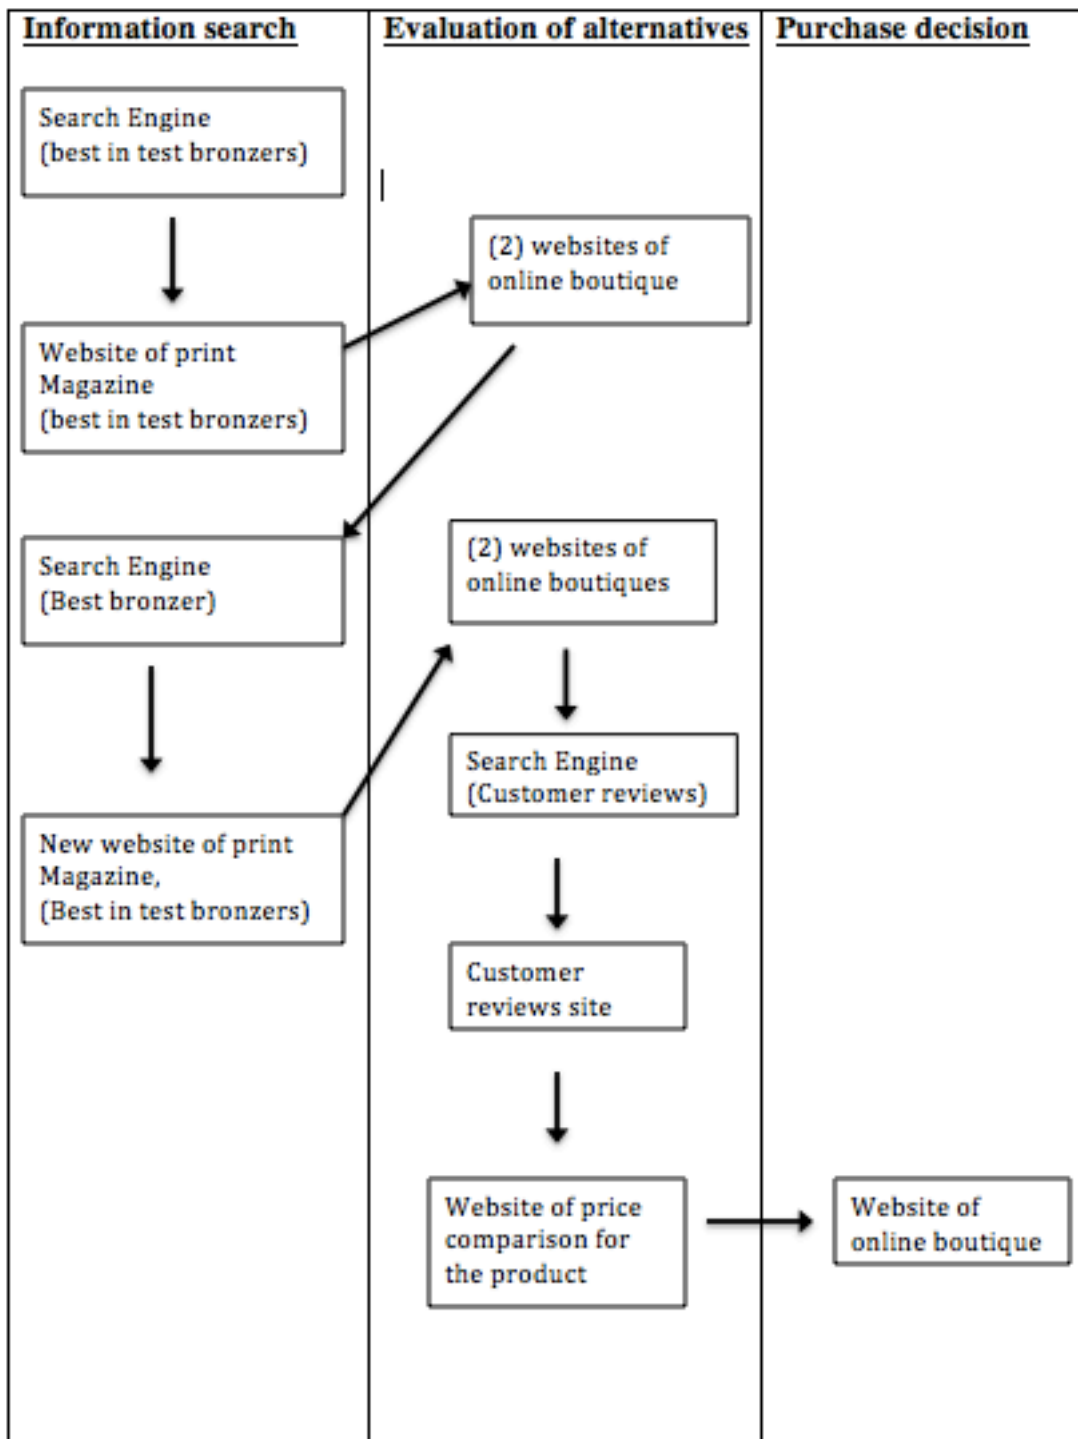 Information search
Evaluation of alternatives
Purchase decision
Search Engine
(best in test bronzers)
(2) websites of
online boutique
Website of print
Magazine
(best in test bronzers)
Search Engine
(Best bronzer)
(2) websites of
online boutiques
Search Engine
(Customer reviews)
New website of print
Magazine,
(Best in test bronzers)
Customer
reviews site
Website of price
comparison for
the product
Website of
online boutique